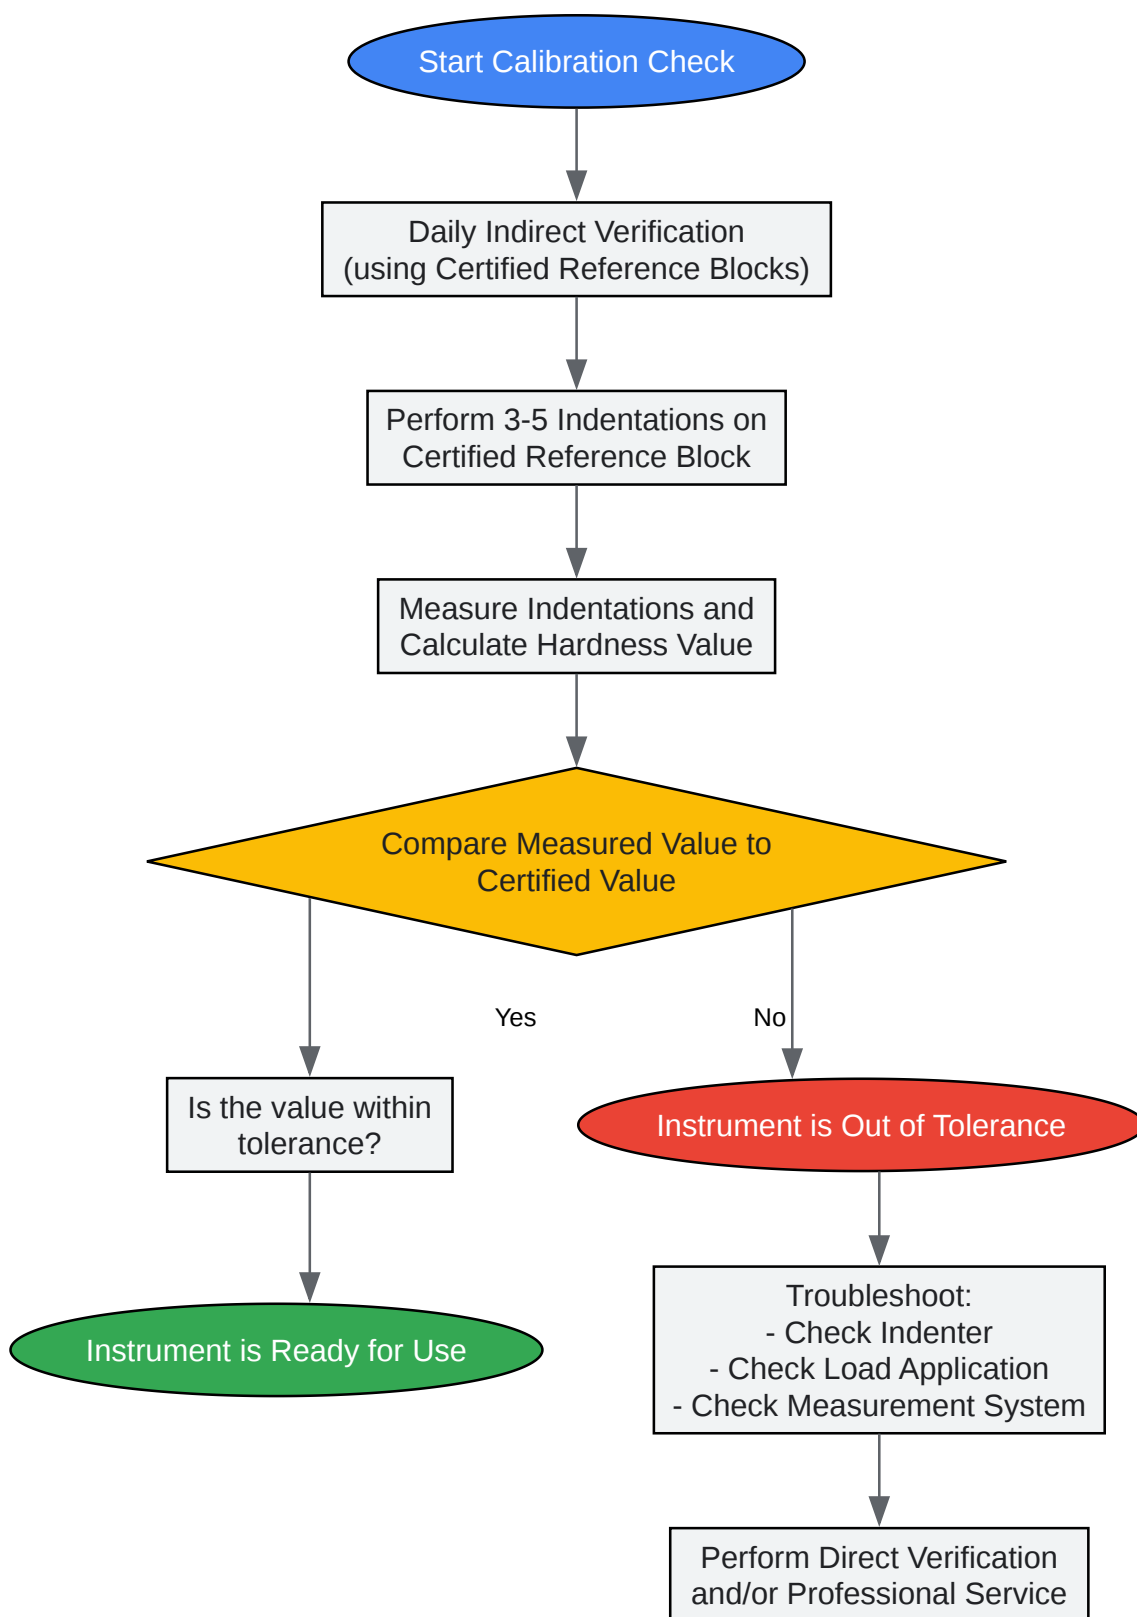 Start Calibration Check
Daily Indirect Verification
(using Certified Reference Blocks)
Perform 3-5 Indentations on
Certified Reference Block
Measure Indentations and
Calculate Hardness Value
Compare Measured Value to
Certified Value
Yes
No
Is the value within
tolerance?
Instrument is Out of Tolerance
Instrument is Ready for Use
Troubleshoot:
- Check Indenter
- Check Load Application
- Check Measurement System
Perform Direct Verification
and/or Professional Service